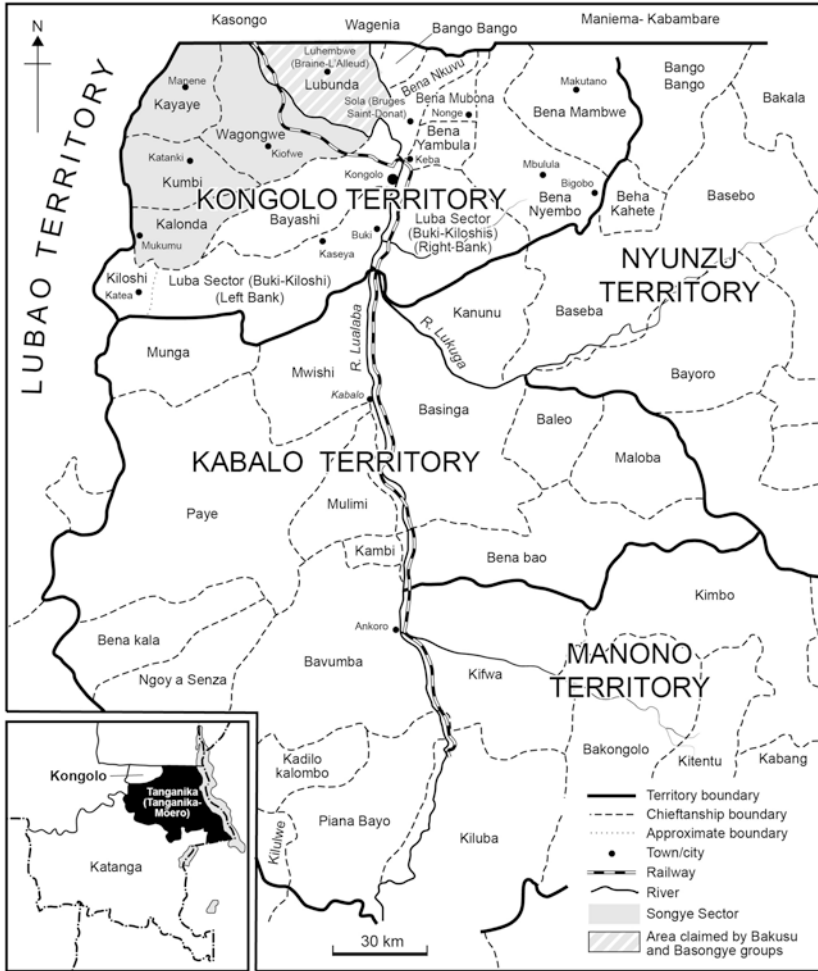 Kasongo
Wagenia
Bango Bango
Maniema- Kabambare
N
Luhembwe
(Braine-L'Alleud)
Lubunda
Manene
Kayaye
Bena Nkuvu
Sola (Bruges
Saint-Donat)
Bena Mubona
Nonge
Bena
Yambula
Makutano
Bena Mambwe
Bango
Bango
Bakala
Wagongwe
Kiofwe
Katanki
Kumbi
Keba
Kongolo
Mbulula
Bigobo
Bena
Nyembo
Beha
Kahete
Basebo
KONGOLO TERRITORY
LUBAO TERRITORY
Kalonda
Mukumu
Bayashi
Kaseya
Buki
Luba Sector
(Buki-Kiloshis)
(Right-Bank)
Kiloshi
Katea
Luba Sector (Buki-Kiloshi)
(Left Bank)
NYUNZU
TERRITORY
Kanunu
Baseba
R. Lukuga
R. Lualaba
Munga
Mwishi
Kabalo
Basinga
Bayoro
Baleo
Maloba
KABALO TERRITORY
Paye
Mulimi
Kambi
Bena bao
Kimbo
Ankoro
Bena kala
Ngoy a Senza
Bavumba
Kifwa
MANONO
TERRITORY
Kadilo
kalombo
Bakongolo
Kitentu
Kabang
Piana Bayo
Kilulwe
Kiluba
Kongolo
Tanganika
(Tanganika-
Moero)
Katanga
Territory boundary
Chieftanship boundary
Approximate boundary
Town/city
Railway
River
Songye Sector
Area claimed by Bakusu
and Basongye groups
30 km